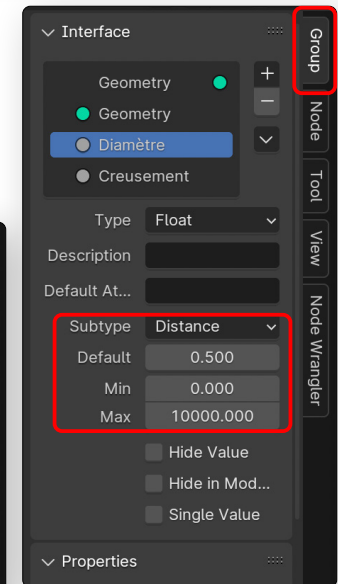 Interface
Geometry
Geometry
Diamètre
Creusement
Type Float
Description
Default At...
Subtype Distance
Default 0.500
Min 0.000
Max 10000.000
Hide Value
Hide in Mod...
Single Value
Properties
Group
Node
Tool
View
Node Wrangler